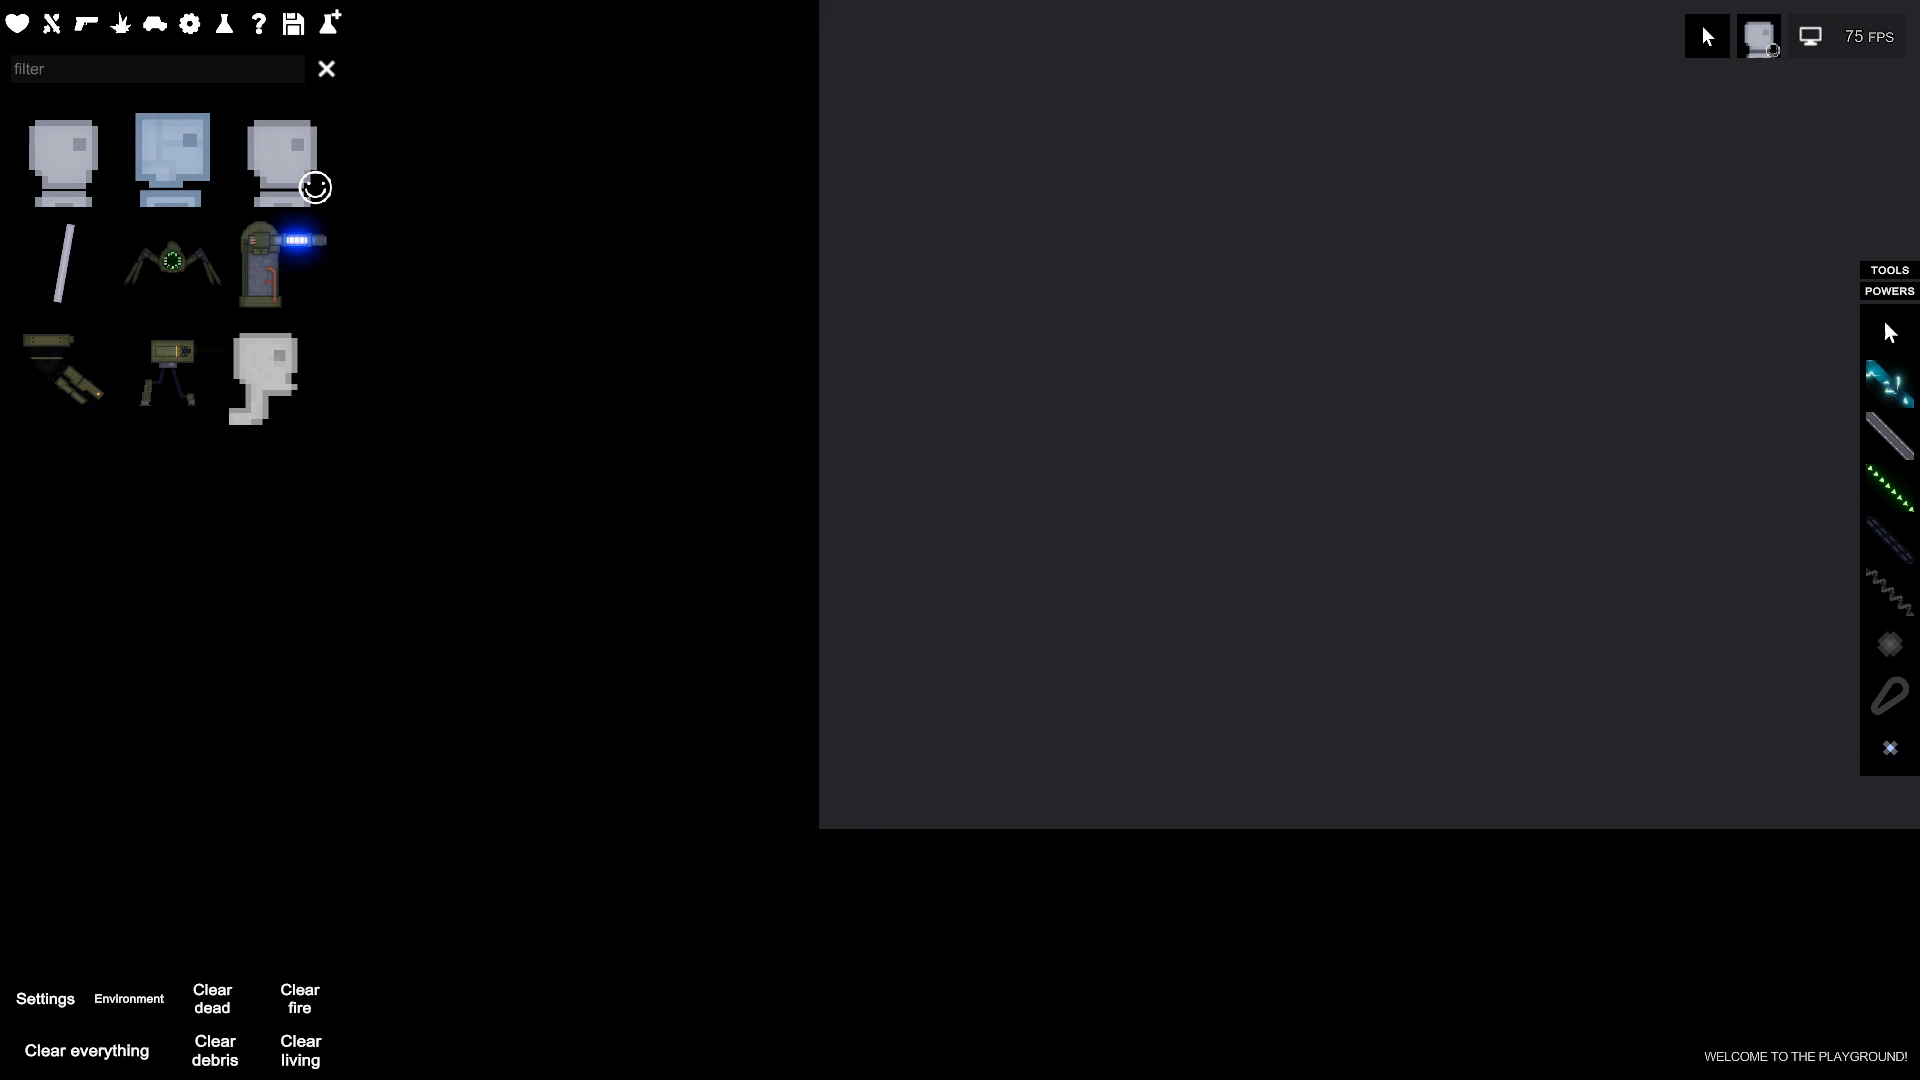 75 FPS
filter
TOOLS
POWERS
Settings
Environment
Clear
dead
Clear
fire
Clear everything
Clear
debris
Clear
living
WELCOME TO THE PLAYGROUND!